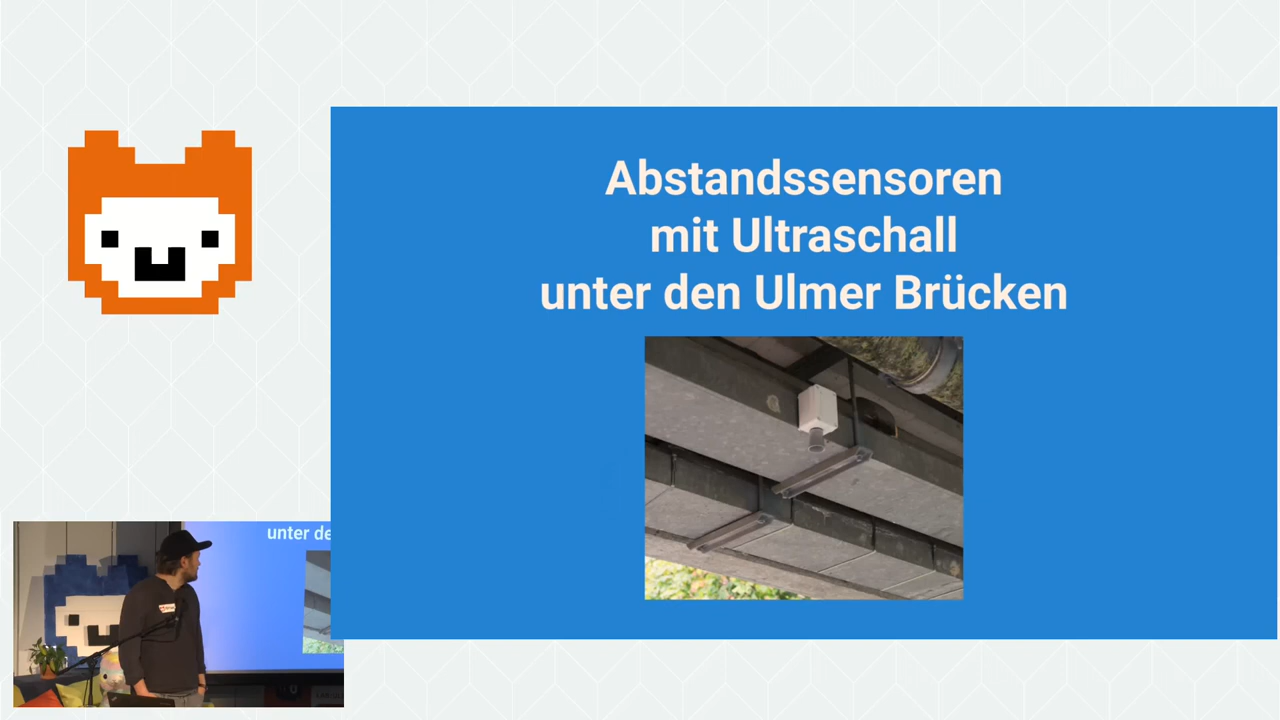 Abstandssensoren
mit Ultraschall
unter den Ulmer Brücken
unter de